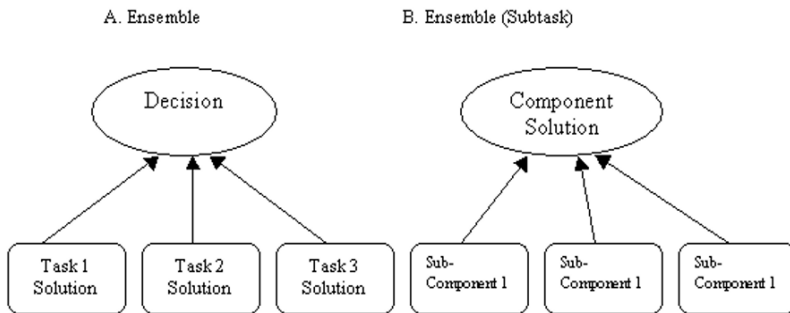 A. Ensemble
B. Ensemble (Subtask)
Decision
Component
Solution
Task 1
Solution
Task 2
Solution
Task 3
Solution
Sub-
Component 1
Sub-
Component 1
Sub-
Component 1